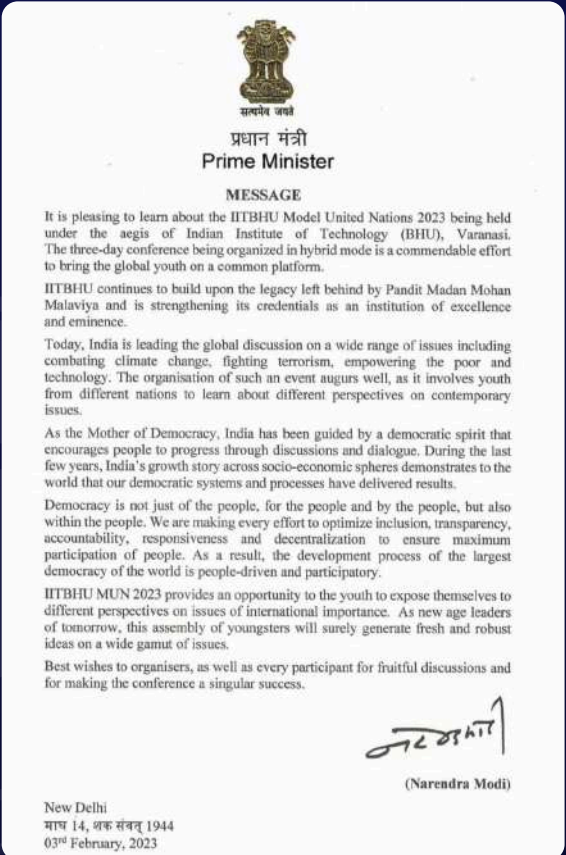 सत्यमेव जयते
प्रधान मंत्री
Prime Minister
MESSAGE
It is pleasing to learn about the IITBHU Model United Nations 2023 being held
under the aegis of Indian Institute of Technology (BHU), Varanasi.
The three-day conference being organized in hybrid mode is a commendable effort
to bring the global youth on a common platform.
IITBHU continues to build upon the legacy left behind by Pandit Madan Mohan
Malaviya and is strengthening its credentials as an institution of excellence
and eminence.
Today, India is leading the global discussion on a wide range of issues including
combating climate change, fighting terrorism, empowering the poor and
technology. The organisation of such an event augurs well, as it involves youth
from different nations to learn about different perspectives on contemporary
issues.
As the Mother of Democracy, India has been guided by a democratic spirit that
encourages people to progress through discussions and dialogue. During the last
few years, India's growth story across socio-economic spheres demonstrates to the
world that our democratic systems and processes have delivered results.
Democracy is not just of the people, for the people and by the people, but also
within the people. We are making every effort to optimize inclusion, transparency,
accountability, responsiveness and decentralization to ensure maximum
participation of people. As a result, the development process of the largest
democracy of the world is people-driven and participatory.
IITBHU MUN 2023 provides an opportunity to the youth to expose themselves to
different perspectives on issues of international importance. As new age leaders
of tomorrow, this assembly of youngsters will surely generate fresh and robust
ideas on a wide gamut of issues.
Best wishes to organisers, as well as every participant for fruitful discussions and
for making the conference a singular success.
(Narendra Modi)
New Delhi
माघ 14, शक संवत् 1944
03rd February, 2023